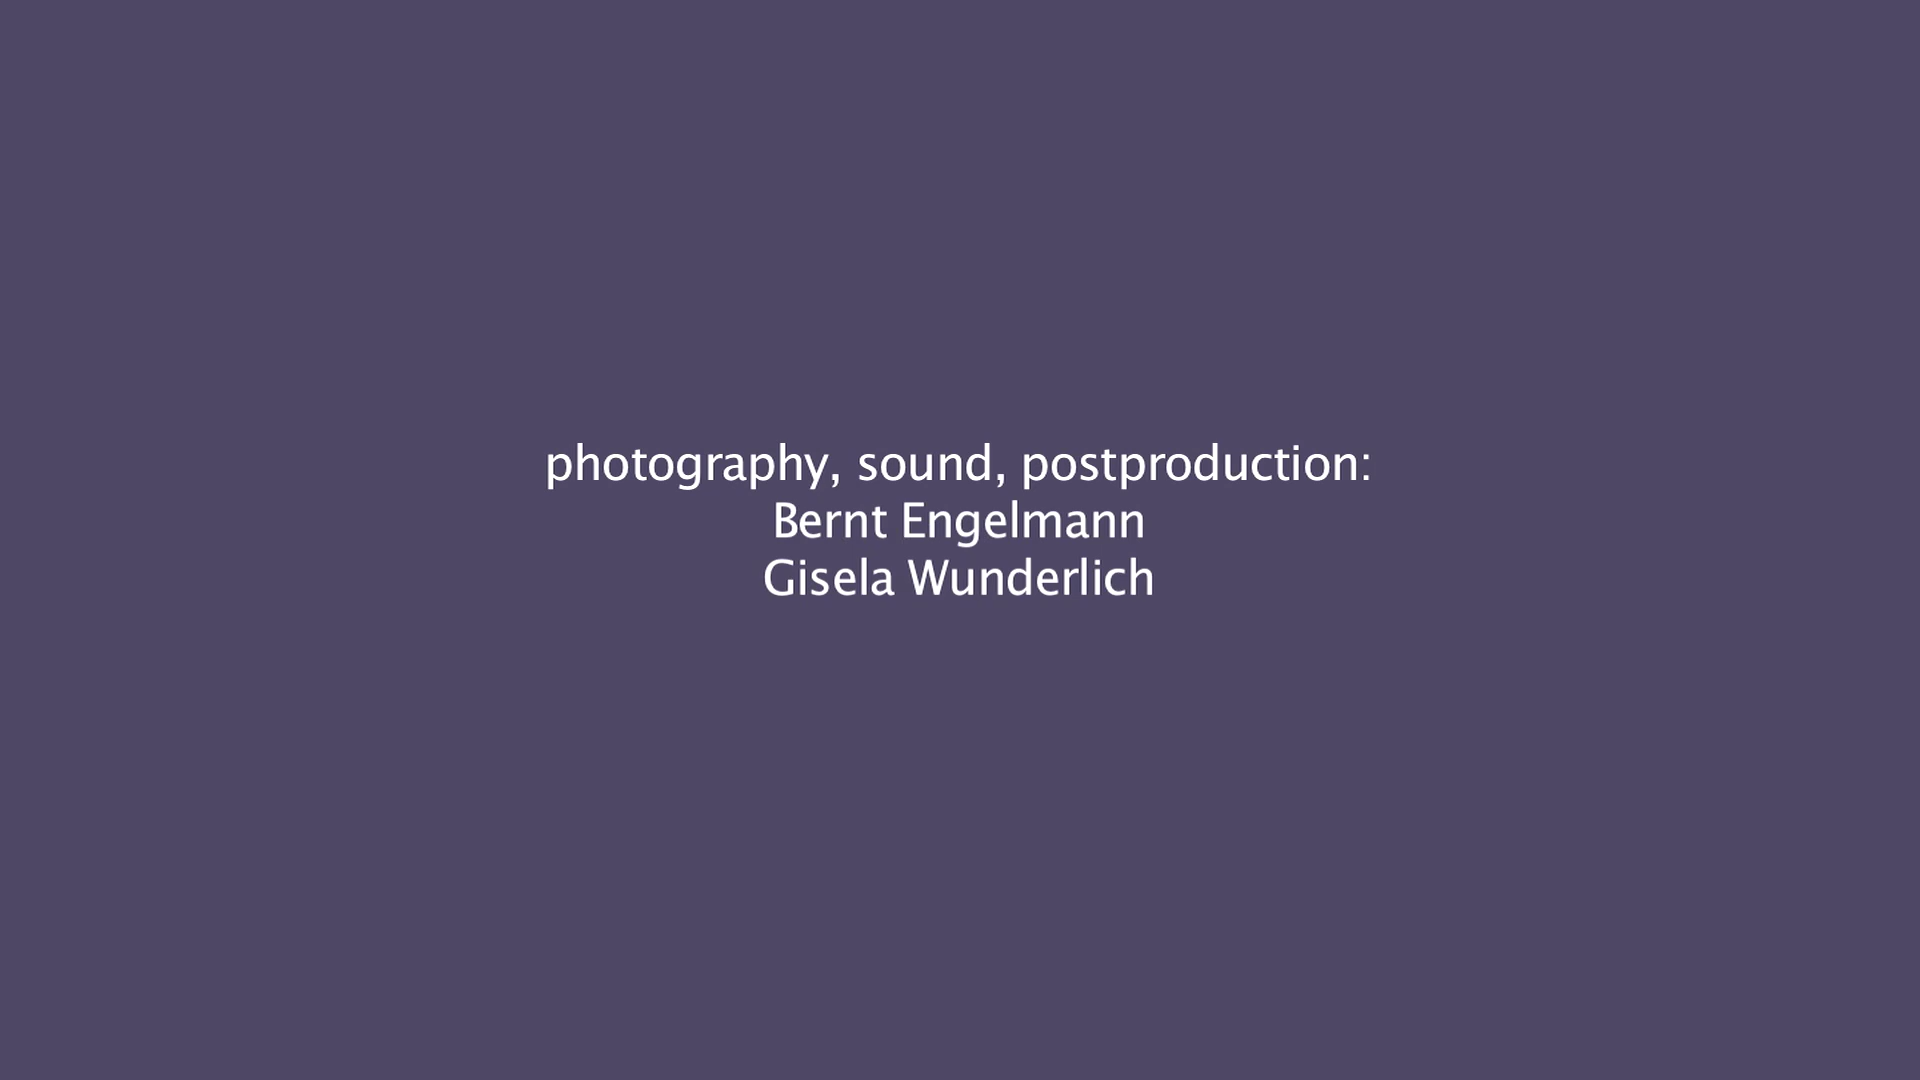 photography, sound, postproduction:
Bernt Engelmann
Gisela Wunderlich